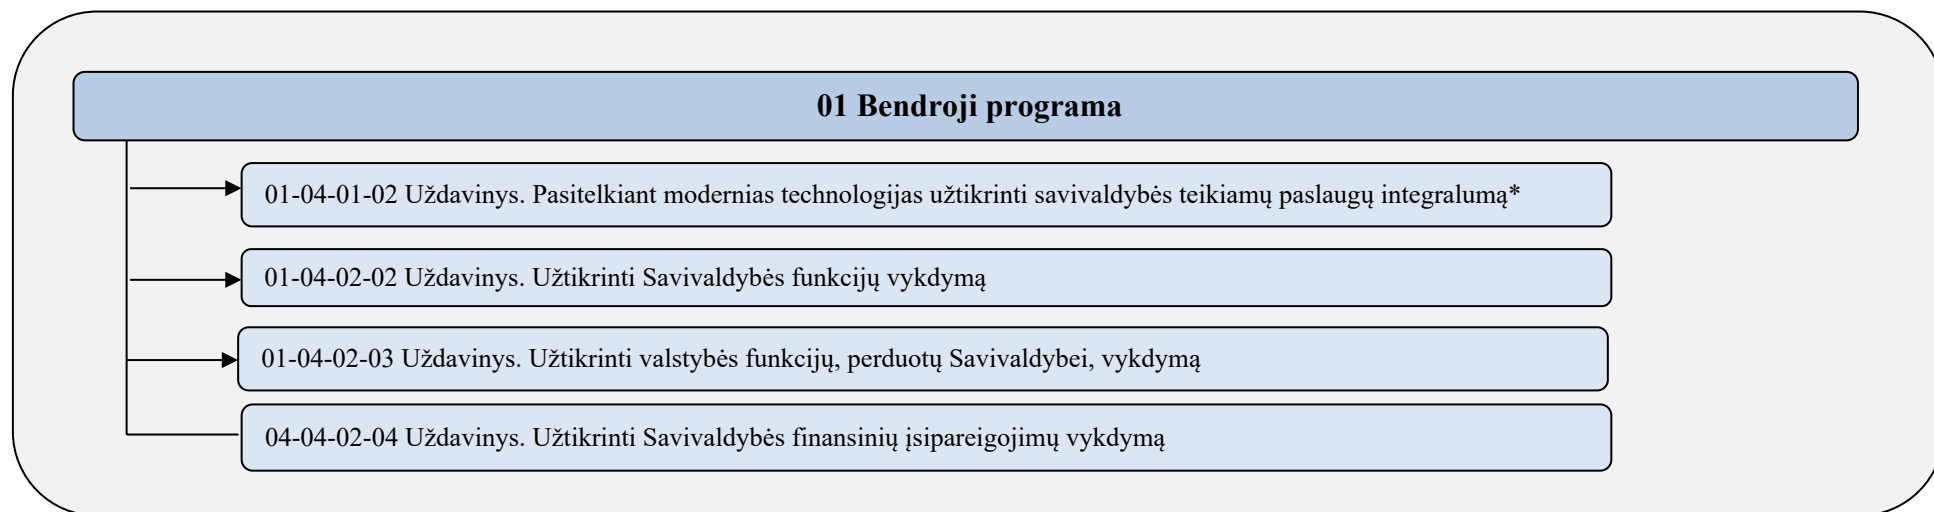 01 Bendroji programa
01-04-01-02 Uždavinys. Pasitelkiant modernias technologijas užtikrinti savivaldybės teikiamų paslaugų integralumą*
01-04-02-02 Uždavinys. Užtikrinti Savivaldybės funkcijų vykdymą
01-04-02-03 Uždavinys. Užtikrinti valstybės funkcijų, perduotų Savivaldybei, vykdymą
04-04-02-04 Uždavinys. Užtikrinti Savivaldybės finansinių įsipareigojimų vykdymą